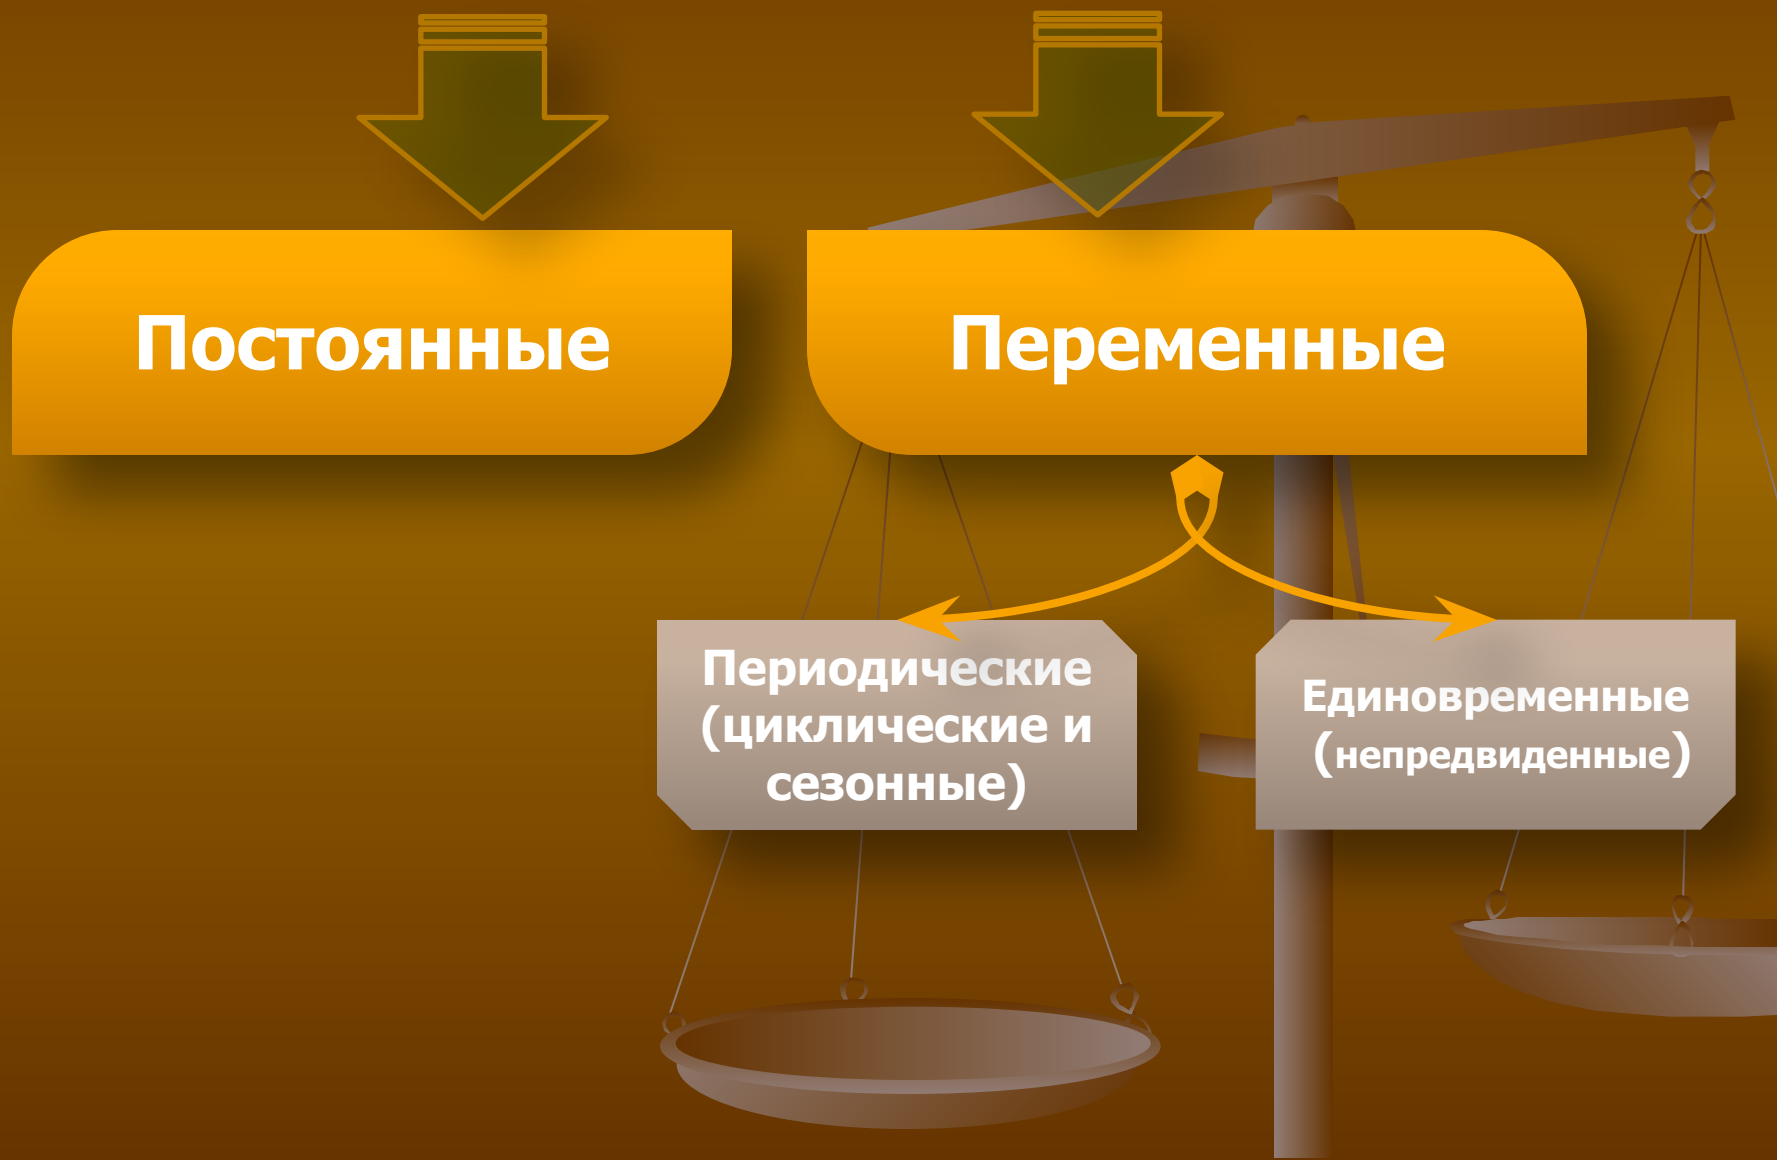 Постоянные
Переменные
Периодические
(циклические и
сезонные)
Единовременные
(непредвиденные)